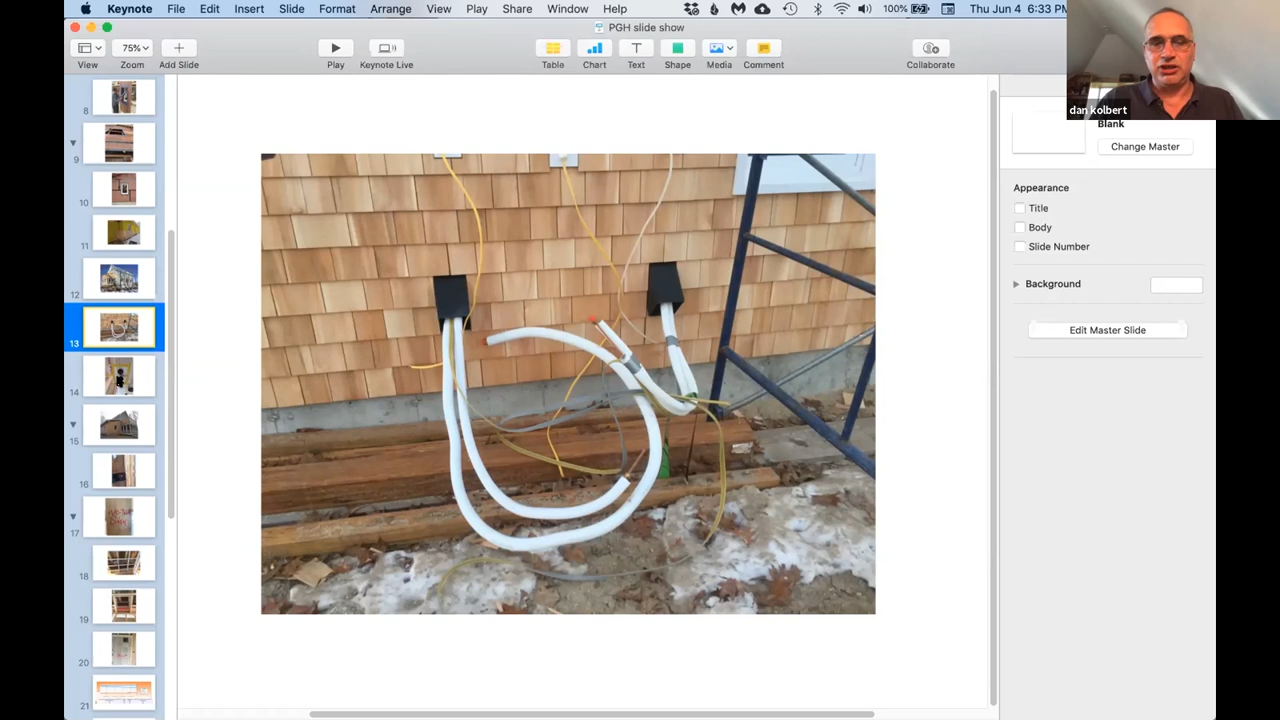 Keynote File Edit Insert Slide Format Arrange View Play Share Window Help 100% Thu Jun 4 6:33 PM
PGH slide show
75%
View Zoom Add Slide Play Keynote Live Table Chart Text Shape Media Comment Collaborate
dan kolbert
Blank
Change Master
Appearance
Title
Body
Slide Number
Background
Edit Master Slide
8
9
10
11
12
13
14
15
16
17
18
19
20
21